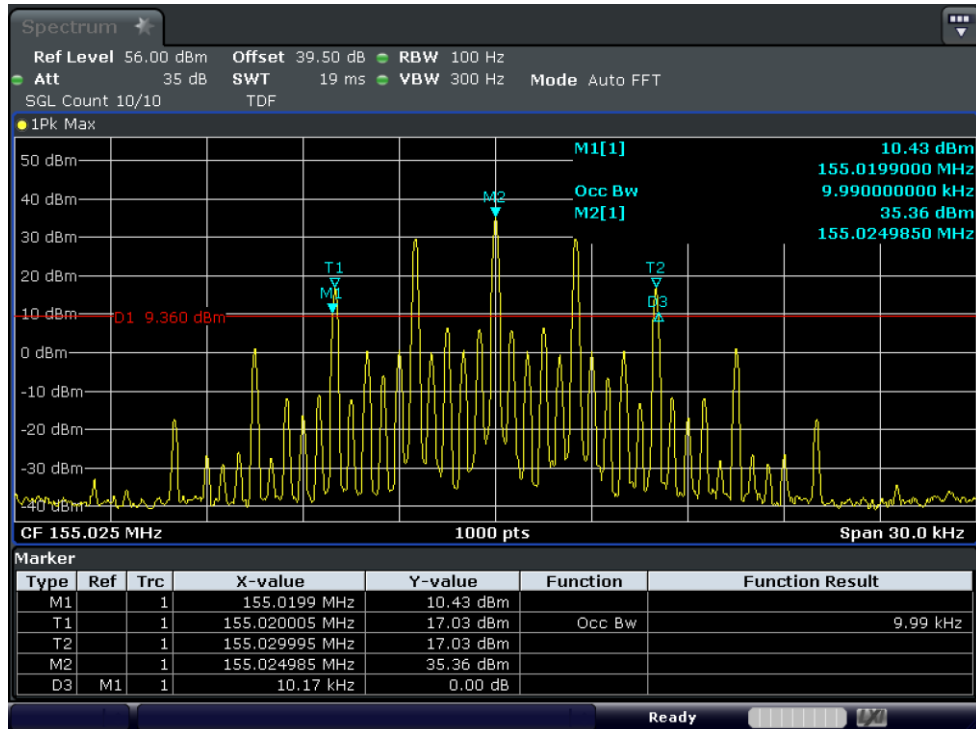 Spectrum
Ref Level 56.00 dBm Offset 39.50 dB RBW 100 Hz
Att 35 dB SWT 19 ms VBW 300 Hz Mode Auto FFT
SGL Count 10/10 TDF
1Pk Max
M1[1] 10.43 dBm
155.0199000 MHz
Occ Bw 9.990000000 kHz
M2[1] 35.36 dBm
155.0249850 MHz
50 dBm
40 dBm
M2
30 dBm
20 dBm
T1 T2
M1 D3
10 dBm
D1 9.360 dBm
0 dBm
-10 dBm
-20 dBm
-30 dBm
-40 dBm
CF 155.025 MHz 1000 pts Span 30.0 kHz
Marker
Type Ref Trc X-value Y-value Function Function Result
M1 1 155.0199 MHz 10.43 dBm
T1 1 155.020005 MHz 17.03 dBm Occ Bw 9.99 kHz
T2 1 155.029995 MHz 17.03 dBm
M2 1 155.024985 MHz 35.36 dBm
D3 M1 1 10.17 kHz 0.00 dB
Ready